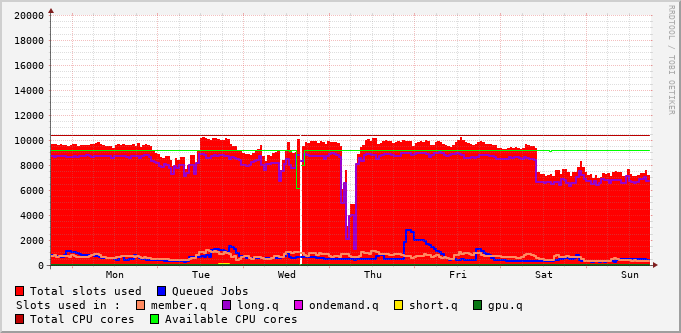 20000
18000
16000
14000
12000
10000
8000
6000
4000
2000
0
Mon Tue Wed Thu Fri Sat Sun
Total slots used Queued Jobs
Slots used in : member.q long.q ondemand.q short.q gpu.q
Total CPU cores Available CPU cores
RRDTOOL / TOBI OETIKER